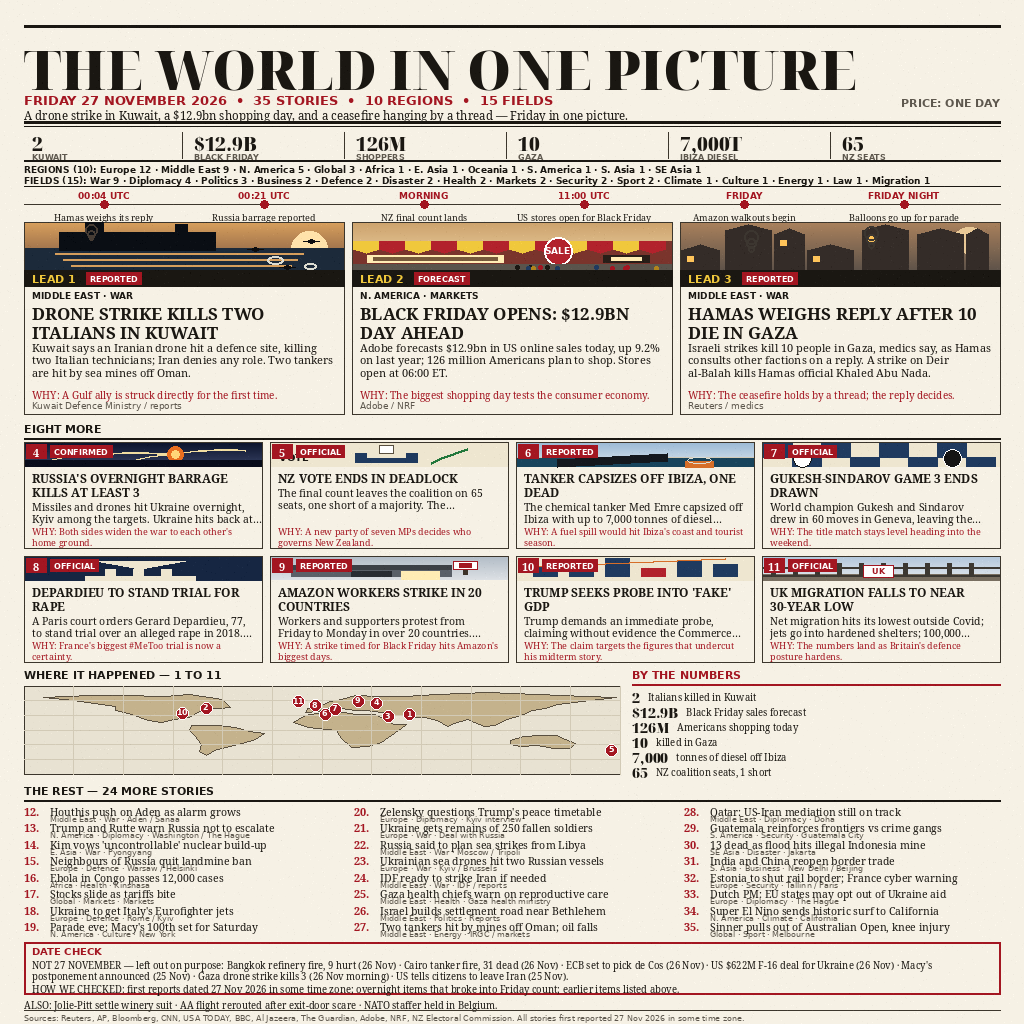 THE WORLD IN ONE PICTURE
FRIDAY 27 NOVEMBER 2026 • 35 STORIES • 10 REGIONS • 15 FIELDS
PRICE: ONE DAY
A drone strike in Kuwait, a $12.9bn shopping day, and a ceasefire hanging by a thread — Friday in one picture.
2
KUWAIT
$12.9B
BLACK FRIDAY
126M
SHOPPERS
10
GAZA
7,000T
IBIZA DIESEL
65
NZ SEATS
REGIONS (10): Europe 12 · Middle East 9 · N. America 5 · Global 3 · Africa 1 · E. Asia 1 · Oceania 1 · S. America 1 · S. Asia 1 · SE Asia 1
FIELDS (15): War 9 · Diplomacy 4 · Politics 3 · Business 2 · Defence 2 · Disaster 2 · Health 2 · Markets 2 · Security 2 · Sport 2 · Climate 1 · Culture 1 · Energy 1 · Law 1 · Migration 1
00:04 UTC
Hamas weighs its reply
00:21 UTC
Russia barrage reported
MORNING
NZ final count lands
11:00 UTC
US stores open for Black Friday
FRIDAY
Amazon walkouts begin
FRIDAY NIGHT
Balloons go up for parade
LEAD 1 REPORTED
MIDDLE EAST · WAR
DRONE STRIKE KILLS TWO
ITALIANS IN KUWAIT
Kuwait says an Iranian drone hit a defence site, killing
two Italian technicians; Iran denies any role. Two tankers
are hit by sea mines off Oman.
WHY: A Gulf ally is struck directly for the first time.
Kuwait Defence Ministry / reports
SALE
LEAD 2 FORECAST
N. AMERICA · MARKETS
BLACK FRIDAY OPENS: $12.9BN
DAY AHEAD
Adobe forecasts $12.9bn in US online sales today, up 9.2%
on last year; 126 million Americans plan to shop. Stores
open at 06:00 ET.
WHY: The biggest shopping day tests the consumer economy.
Adobe / NRF
LEAD 3 REPORTED
MIDDLE EAST · WAR
HAMAS WEIGHS REPLY AFTER 10
DIE IN GAZA
Israeli strikes kill 10 people in Gaza, medics say, as Hamas
consults other factions on a reply. A strike on Deir
al-Balah kills Hamas official Khaled Abu Nada.
WHY: The ceasefire holds by a thread; the reply decides.
Reuters / medics
EIGHT MORE
4 CONFIRMED
RUSSIA'S OVERNIGHT BARRAGE
KILLS AT LEAST 3
Missiles and drones hit Ukraine overnight,
Kyiv among the targets. Ukraine hits back at...
WHY: Both sides widen the war to each other's
home ground.
5 OFFICIAL
NZ VOTE ENDS IN DEADLOCK
The final count leaves the coalition on 65
seats, one short of a majority. The...
WHY: A new party of seven MPs decides who
governs New Zealand.
6 REPORTED
TANKER CAPSIZES OFF IBIZA, ONE
DEAD
The chemical tanker Med Emre capsized off
Ibiza with up to 7,000 tonnes of diesel...
WHY: A fuel spill would hit Ibiza's coast and tourist
season.
7 OFFICIAL
GUKESH-SINDAROV GAME 3 ENDS
DRAWN
World champion Gukesh and Sindarov
drew in 60 moves in Geneva, leaving the...
WHY: The title match stays level heading into the
weekend.
8 OFFICIAL
DEPARDIEU TO STAND TRIAL FOR
RAPE
A Paris court orders Gerard Depardieu, 77,
to stand trial over an alleged rape in 2018....
WHY: France's biggest #MeToo trial is now a
certainty.
9 REPORTED
AMAZON WORKERS STRIKE IN 20
COUNTRIES
Workers and supporters protest from
Friday to Monday in over 20 countries....
WHY: A strike timed for Black Friday hits Amazon's
biggest days.
10 REPORTED
TRUMP SEEKS PROBE INTO 'FAKE'
GDP
Trump demands an immediate probe,
claiming without evidence the Commerce...
WHY: The claim targets the figures that undercut
his midterm story.
11 OFFICIAL
UK
UK MIGRATION FALLS TO NEAR
30-YEAR LOW
Net migration hits its lowest outside Covid;
jets go into hardened shelters; 100,000...
WHY: The numbers land as Britain's defence
posture hardens.
WHERE IT HAPPENED — 1 TO 11
10 2 11 8 6 7 9 4 3 1 5
BY THE NUMBERS
2 Italians killed in Kuwait
$12.9B Black Friday sales forecast
126M Americans shopping today
10 killed in Gaza
7,000 tonnes of diesel off Ibiza
65 NZ coalition seats, 1 short
THE REST — 24 MORE STORIES
12. Houthis push on Aden as alarm grows
Middle East · War · Aden / Sanaa
13. Trump and Rutte warn Russia not to escalate
N. America · Diplomacy · Washington / The Hague
14. Kim vows 'uncontrollable' nuclear build-up
E. Asia · War · Pyongyang
15. Neighbours of Russia quit landmine ban
Europe · Defence · Warsaw / Helsinki
16. Ebola in Congo passes 12,000 cases
Africa · Health · Kinshasa
17. Stocks slide as tariffs bite
Global · Markets · Markets
18. Ukraine to get Italy's Eurofighter jets
Europe · Defence · Rome / Kyiv
19. Parade eve: Macy's 100th set for Saturday
N. America · Culture · New York
20. Zelensky questions Trump's peace timetable
Europe · Diplomacy · Kyiv interview
21. Ukraine gets remains of 250 fallen soldiers
Europe · War · Deal with Russia
22. Russia said to plan sea strikes from Libya
Middle East · War · Moscow / Tripoli
23. Ukrainian sea drones hit two Russian vessels
Europe · War · Kyiv / Brussels
24. IDF ready to strike Iran if needed
Middle East · War · IDF / reports
25. Gaza health chiefs warn on reproductive care
Middle East · Health · Gaza health ministry
26. Israel builds settlement road near Bethlehem
Middle East · Politics · Reports
27. Two tankers hit by mines off Oman; oil falls
Middle East · Energy · IRGC / markets
28. Qatar: US-Iran mediation still on track
Middle East · Diplomacy · Doha
29. Guatemala reinforces frontiers vs crime gangs
S. America · Security · Guatemala City
30. 13 dead as flood hits illegal Indonesia mine
SE Asia · Disaster · Jakarta
31. India and China reopen border trade
S. Asia · Business · New Delhi / Beijing
32. Estonia to shut rail border; France cyber warning
Europe · Security · Tallinn / Paris
33. Dutch PM; EU states may opt out of Ukraine aid
Europe · Diplomacy · The Hague
34. Super El Nino sends historic surf to California
N. America · Climate · California
35. Sinner pulls out of Australian Open, knee injury
Global · Sport · Melbourne
DATE CHECK
NOT 27 NOVEMBER — left out on purpose: Bangkok refinery fire, 9 hurt (26 Nov) · Cairo tanker fire, 31 dead (26 Nov) · ECB set to pick de Cos (26 Nov) · US $622M F-16 deal for Ukraine (26 Nov) · Macy's
postponement announced (25 Nov) · Gaza drone strike kills 3 (26 Nov morning) · US tells citizens to leave Iran (25 Nov).
HOW WE CHECKED: first reports dated 27 Nov 2026 in some time zone; overnight items that broke into Friday count; earlier items listed above.
ALSO: Jolie-Pitt settle winery suit · AA flight rerouted after exit-door scare · NATO staffer held in Belgium.
Sources: Reuters, AP, Bloomberg, CNN, USA TODAY, BBC, Al Jazeera, The Guardian, Adobe, NRF, NZ Electoral Commission. All stories first reported 27 Nov 2026 in some time zone.